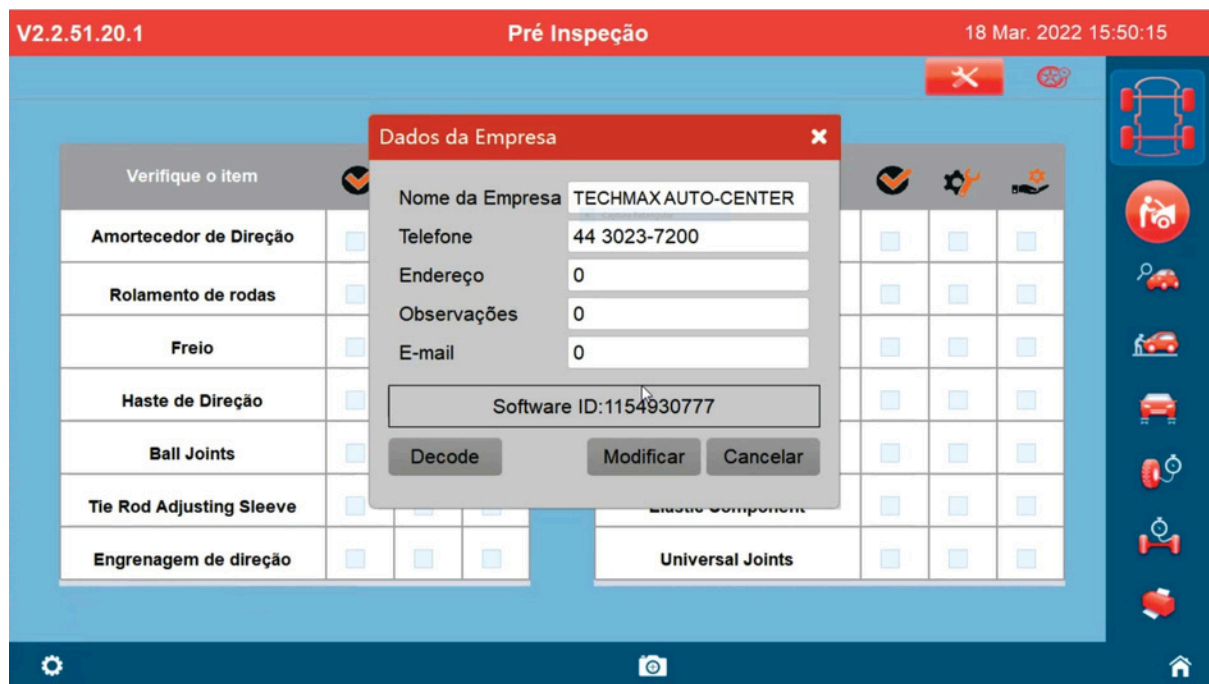 V2.2.51.20.1 Pré Inspeção 18 Mar. 2022 15:50:15
Dados da Empresa
Nome da Empresa TECHMAX AUTO-CENTER
Telefone 44 3023-7200
Endereço 0
Observações 0
E-mail 0
Software ID:1154930777
Decode Modificar Cancelar
Verifique o item
Amortecedor de Direção
Rolamento de rodas
Freio
Haste de Direção
Ball Joints
Tie Rod Adjusting Sleeve
Elastic Component
Engrenagem de direção
Universal Joints